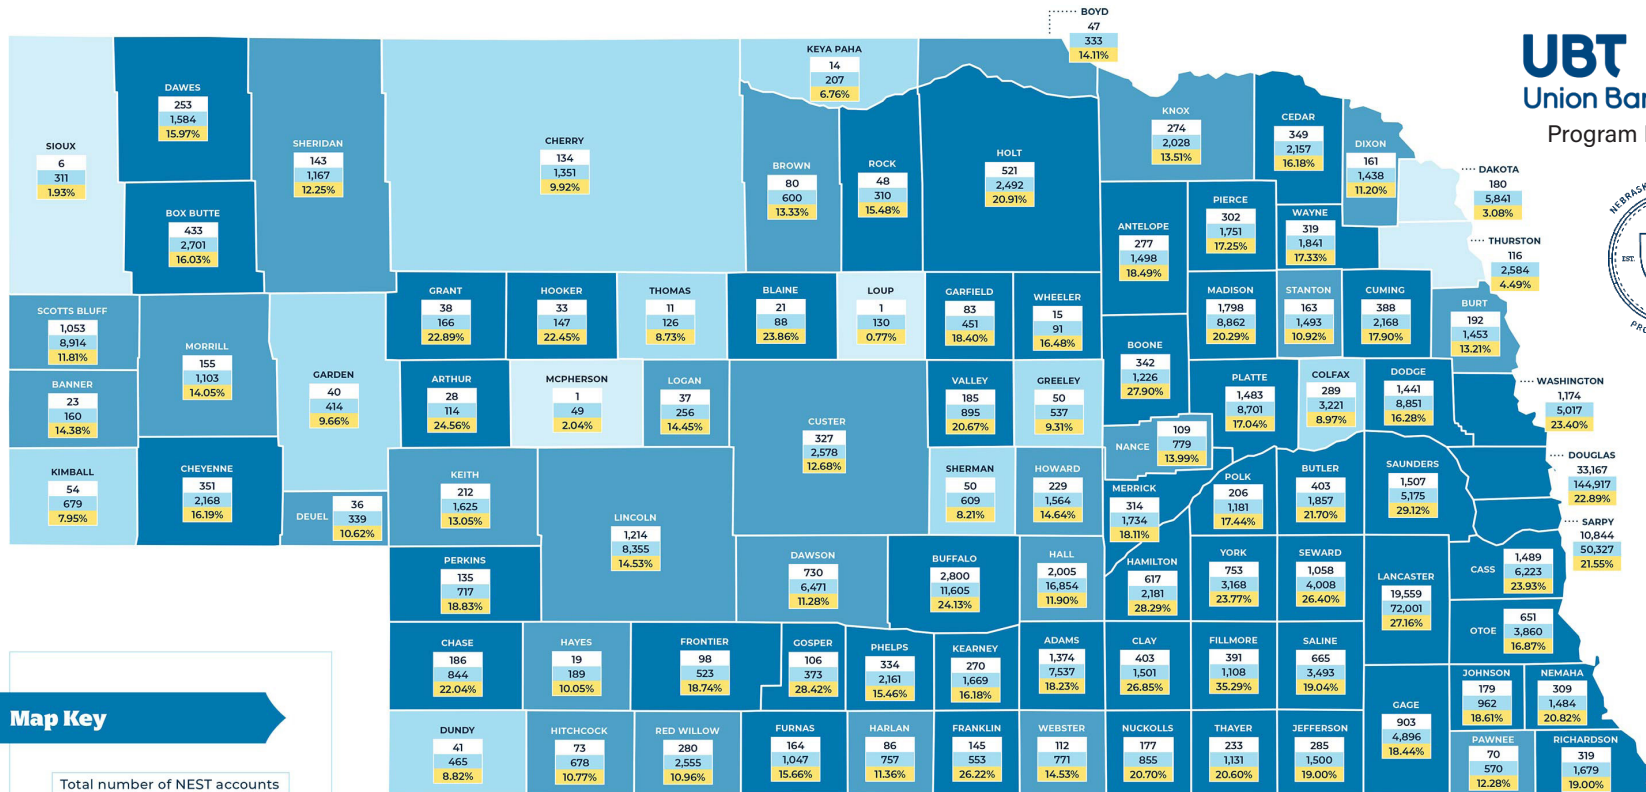 BOYD
47
333
14.11%
UBT
Union Ban
Program
KEYA PAHA
14
207
6.76%
DAWES
253
1,584
15.97%
SIOUX
6
311
1.93%
SHERIDAN
143
1,167
12.25%
CHERRY
134
1,351
9.92%
BROWN
80
600
13.33%
ROCK
48
310
15.48%
HOLT
521
2,492
20.91%
KNOX
274
2,028
13.51%
CEDAR
349
2,157
16.18%
DIXON
161
1,438
11.20%
DAKOTA
180
5,841
3.08%
NEBRASK
EST.
PRO
BOX BUTTE
433
2,701
16.03%
ANTELOPE
277
1,498
18.49%
PIERCE
302
1,751
17.25%
WAYNE
319
1,841
17.33%
THURSTON
116
2,584
4.49%
SCOTTS BLUFF
1,053
8,914
11.81%
MORRILL
155
1,103
14.05%
GRANT
38
166
22.89%
HOOKER
33
147
22.45%
THOMAS
11
126
8.73%
BLAINE
21
88
23.86%
LOUP
1
130
0.77%
GARFIELD
83
451
18.40%
WHEELER
15
91
16.48%
MADISON
1,798
8,862
20.29%
STANTON
163
1,493
10.92%
CUMING
388
2,168
17.90%
BURT
192
1,453
13.21%
BANNER
23
160
14.38%
GARDEN
40
414
9.66%
ARTHUR
28
114
24.56%
MCPHERSON
1
49
2.04%
LOGAN
37
256
14.45%
CUSTER
327
2,578
12.68%
VALLEY
185
895
20.67%
GREELEY
50
537
9.31%
BOONE
342
1,226
27.90%
PLATTE
1,483
8,701
17.04%
COLFAX
289
3,221
8.97%
DODGE
1,441
8,851
16.28%
WASHINGTON
1,174
5,017
23.40%
NANCE
109
779
13.99%
KIMBALL
54
679
7.95%
CHEYENNE
351
2,168
16.19%
DEUEL
36
339
10.62%
KEITH
212
1,625
13.05%
LINCOLN
1,214
8,355
14.53%
SHERMAN
50
609
8.21%
HOWARD
229
1,564
14.64%
MERRICK
314
1,734
18.11%
POLK
206
1,181
17.44%
BUTLER
403
1,857
21.70%
SAUNDERS
1,507
5,175
29.12%
DOUGLAS
33,167
144,917
22.89%
SARPY
10,844
50,327
21.55%
PERKINS
135
717
18.83%
DAWSON
730
6,471
11.28%
BUFFALO
2,800
11,605
24.13%
HALL
2,005
16,854
11.90%
HAMILTON
617
2,181
28.29%
YORK
753
3,168
23.77%
SEWARD
1,058
4,008
26.40%
LANCASTER
19,559
72,001
27.16%
CASS
1,489
6,223
23.93%
OTOE
651
3,860
16.87%
CHASE
186
844
22.04%
HAYES
19
189
10.05%
FRONTIER
98
523
18.74%
GOSPER
106
373
28.42%
PHELPS
334
2,161
15.46%
KEARNEY
270
1,669
16.18%
ADAMS
1,374
7,537
18.23%
CLAY
403
1,501
26.85%
FILLMORE
391
1,108
35.29%
SALINE
665
3,493
19.04%
GAGE
903
4,896
18.44%
JOHNSON
179
962
18.61%
NEMAHA
309
1,484
20.82%
DUNDY
41
465
8.82%
HITCHCOCK
73
678
10.77%
RED WILLOW
280
2,555
10.96%
FURNAS
164
1,047
15.66%
HARLAN
86
757
11.36%
FRANKLIN
145
553
26.22%
WEBSTER
112
771
14.53%
NUCKOLLS
177
855
20.70%
THAYER
233
1,131
20.60%
JEFFERSON
285
1,500
19.00%
PAWNEE
70
570
12.28%
RICHARDSON
319
1,679
19.00%
Map Key
Total number of NEST accounts